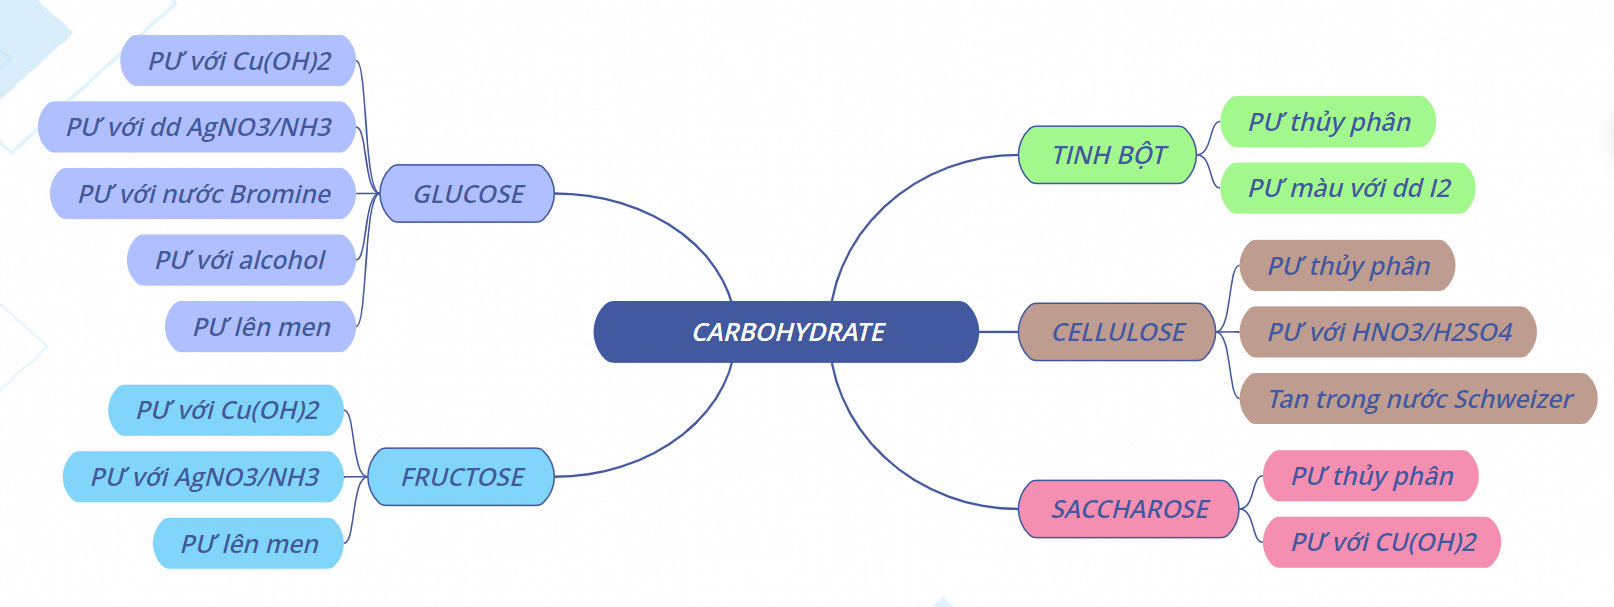 CARBOHYDRATE
GLUCOSE
PƯ với Cu(OH)2
PƯ với dd AgNO3/NH3
PƯ với nước Bromine
PƯ với alcohol
PƯ lên men
FRUCTOSE
PƯ với Cu(OH)2
PƯ với AgNO3/NH3
PƯ lên men
TINH BỘT
PƯ thủy phân
PƯ màu với dd I2
CELLULOSE
PƯ thủy phân
PƯ với HNO3/H2SO4
Tan trong nước Schweizer
SACCHAROSE
PƯ thủy phân
PƯ với CU(OH)2